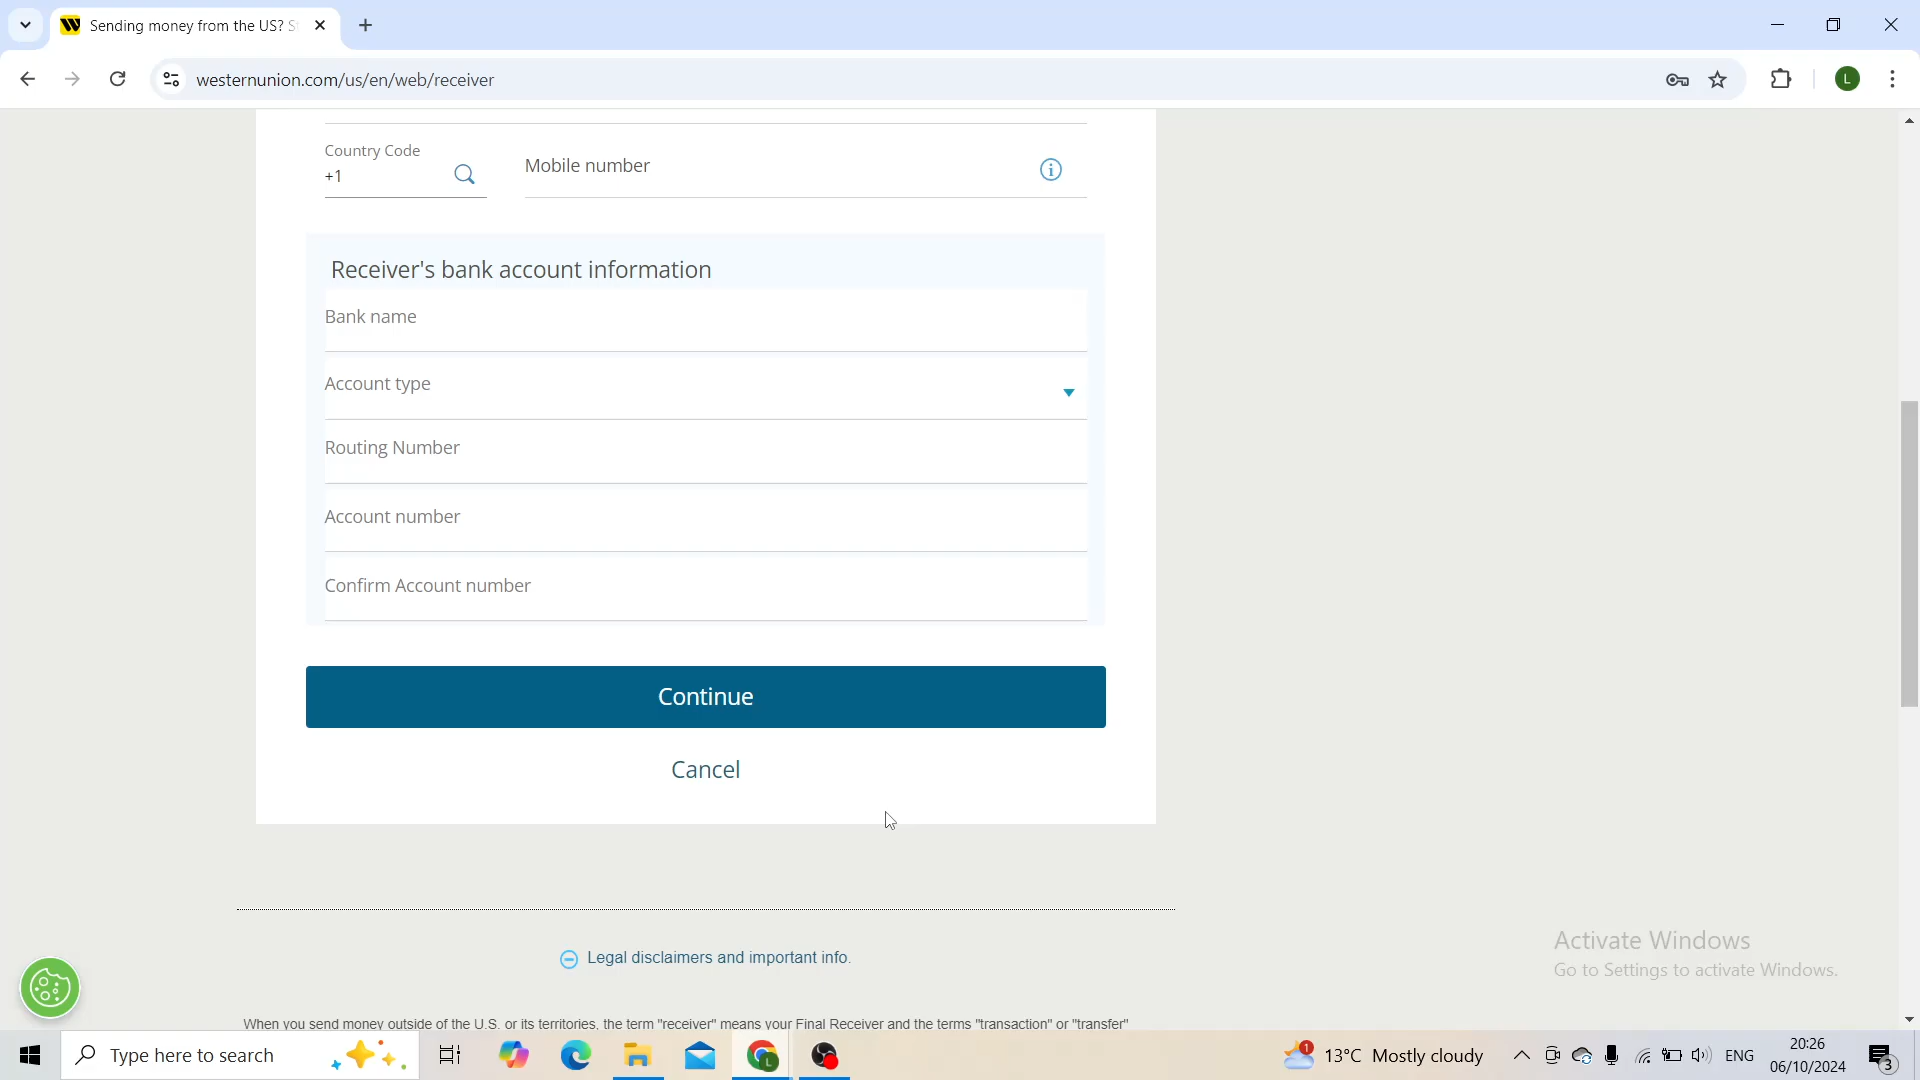 Sending money from the US? S
westernunion.com/us/en/web/receiver
L
Country Code
+1
Mobile number
Receiver's bank account information
Bank name
Account type
Routing Number
Account number
Confirm Account number
Continue
Cancel
Legal disclaimers and important info.
When you send money outside of the U.S. or its territories, the term "receiver" means your Final Receiver and the terms "transaction" or "transfer"
Activate Windows
Go to Settings to activate Windows.
Type here to search
L
1
13°C Mostly cloudy
ENG
20:26
06/10/2024
3